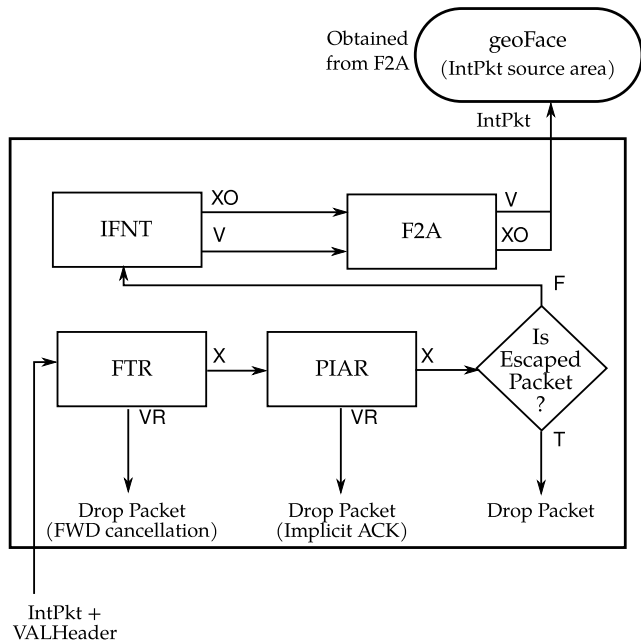 Obtained
from F2A
geoFace
(IntPkt source area)
IntPkt
IFNT
XO
V
F2A
V
XO
F
FTR
X
PIAR
X
Is
Escaped
Packet
?
VR
VR
T
Drop Packet
(FWD cancellation)
Drop Packet
(Implicit ACK)
Drop Packet
IntPkt +
VALHeader